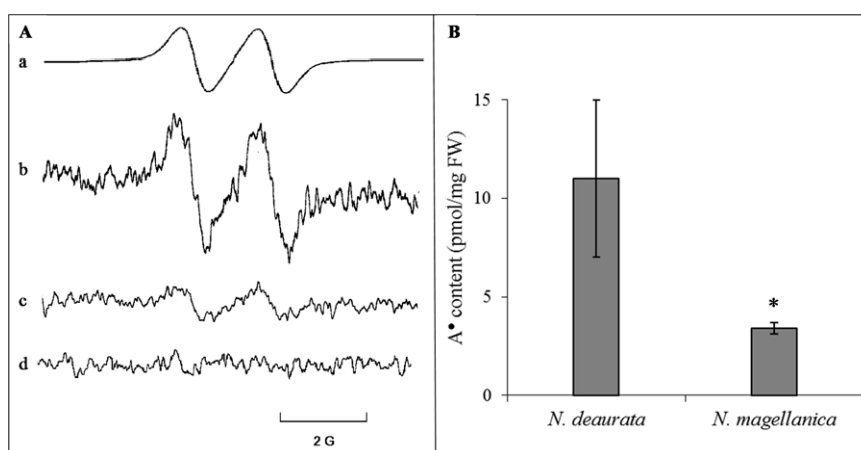 A
a
b
c
d
2 G
B
A• content (pmol/mg FW)
15
10
5
0
*
N. deaurata
N. magellanica